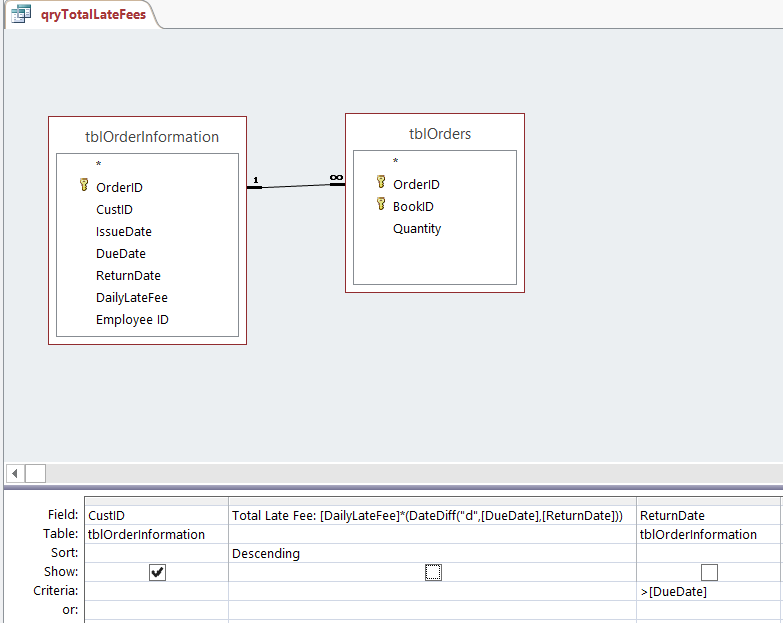 qryTotalLateFees
tblOrderInformation
*
OrderID
CustID
IssueDate
DueDate
ReturnDate
DailyLateFee
Employee ID
1
∞
tblOrders
*
OrderID
BookID
Quantity
Field: CustID Total Late Fee: [DailyLateFee]*(DateDiff("d",[DueDate],[ReturnDate])) ReturnDate
Table: tblOrderInformation tblOrderInformation
Sort: Descending
Show:
Criteria: >[DueDate]
or: